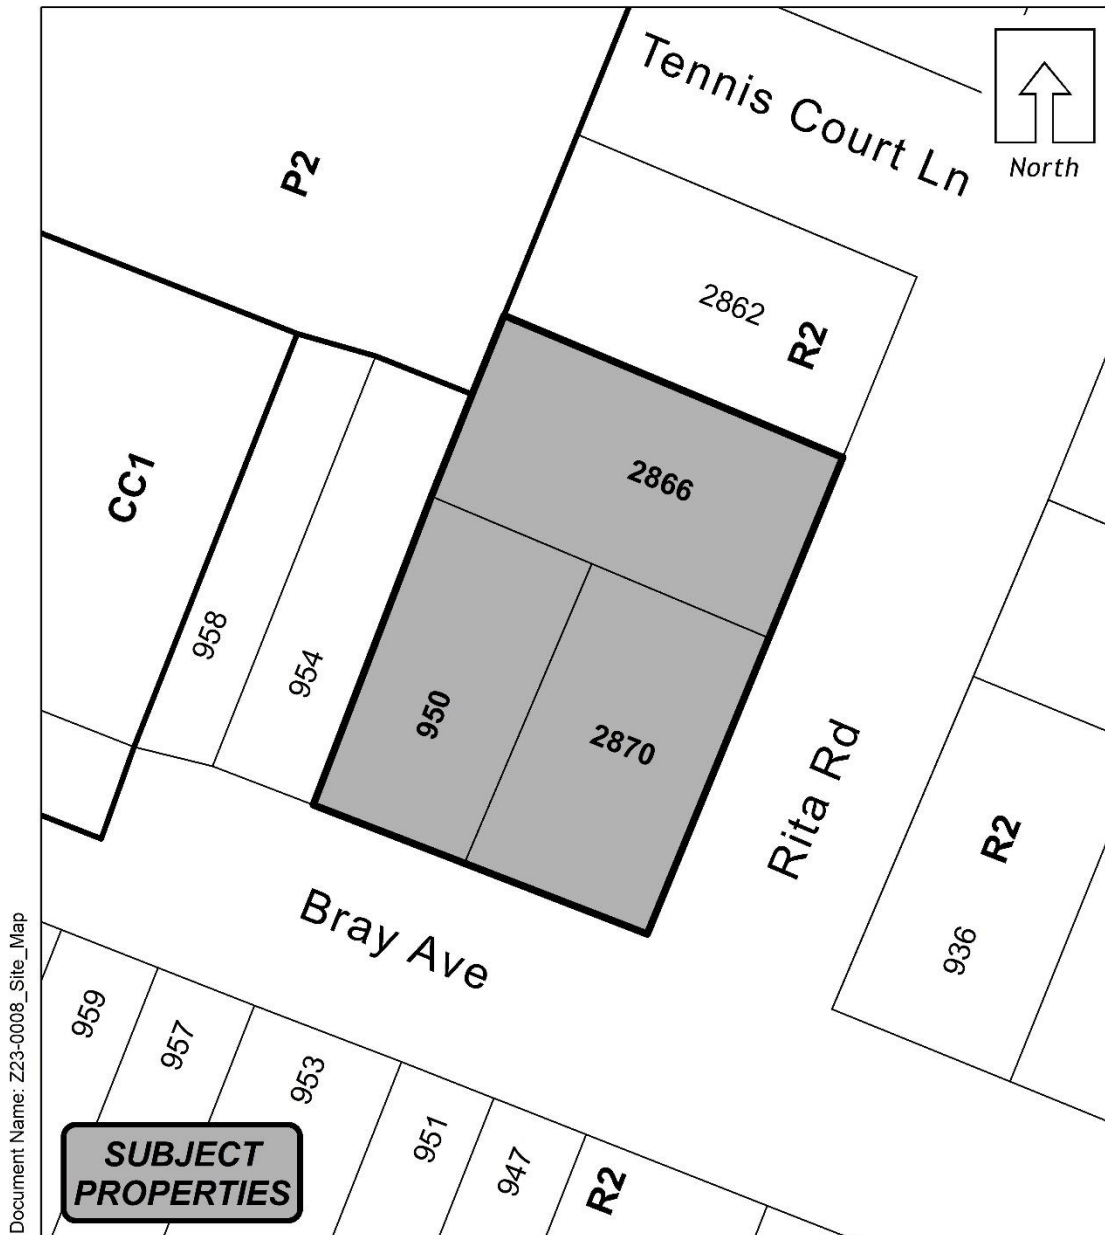 Tennis Court Ln
North
P2
2862
R2
2866
CC1
958
954
950
2870
Rita Rd
R2
936
Bray Ave
959
957
953
951
947
R2
SUBJECT
PROPERTIES
Document Name: Z23-0008_Site_Map